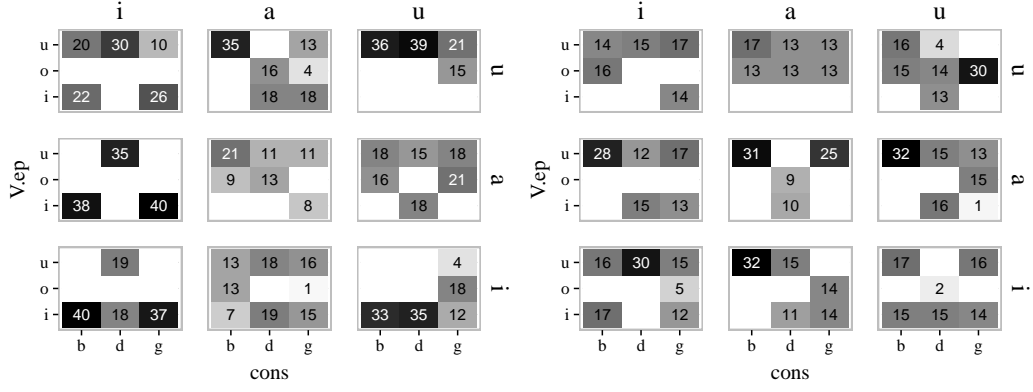 i a u i a u
u 20 30 10 35 13 36 39 21 u 14 15 17 17 13 13 16 4
o 16 4 15 u o 16 13 13 13 15 14 30 u
i 22 26 18 18 i 14 13
u 35 21 11 11 18 15 18 u 28 12 17 31 25 32 15 13
V.ep o 9 13 16 21 a V.ep o 9 15 a
i 38 40 8 18 i 15 13 10 16 1
u 19 13 18 16 4 u 16 30 15 32 15 17 16
o 13 1 18 i o 5 14 2 i
i 40 18 37 7 19 15 33 35 12 i 17 12 11 14 15 15 14
b d g b d g b d g b d g b d g b d g
cons cons